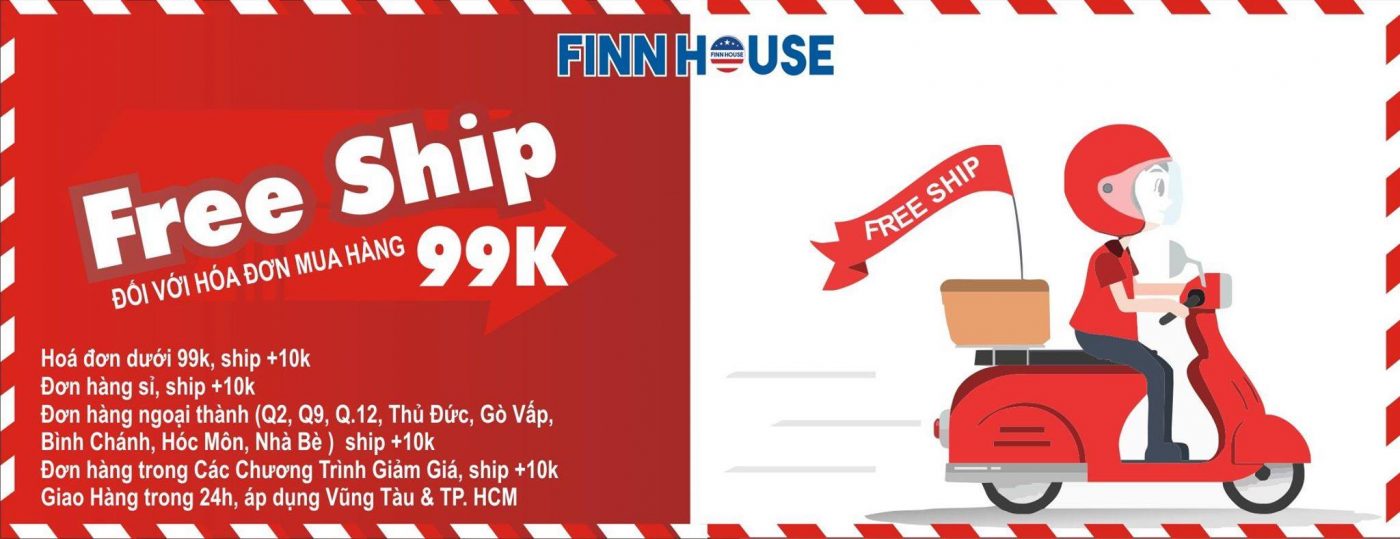 FINN HOUSE
FINN HOUSE
Free Ship
ĐỐI VỚI HÓA ĐƠN MUA HÀNG 99K
Hoá đơn dưới 99k, ship +10k
Đơn hàng sỉ, ship +10k
Đơn hàng ngoại thành (Q2, Q9, Q.12, Thủ Đức, Gò Vấp,
Bình Chánh, Hóc Môn, Nhà Bè ) ship +10k
Đơn hàng trong Các Chương Trình Giảm Giá, ship +10k
Giao Hàng trong 24h, áp dụng Vũng Tàu & TP. HCM
FREE SHIP